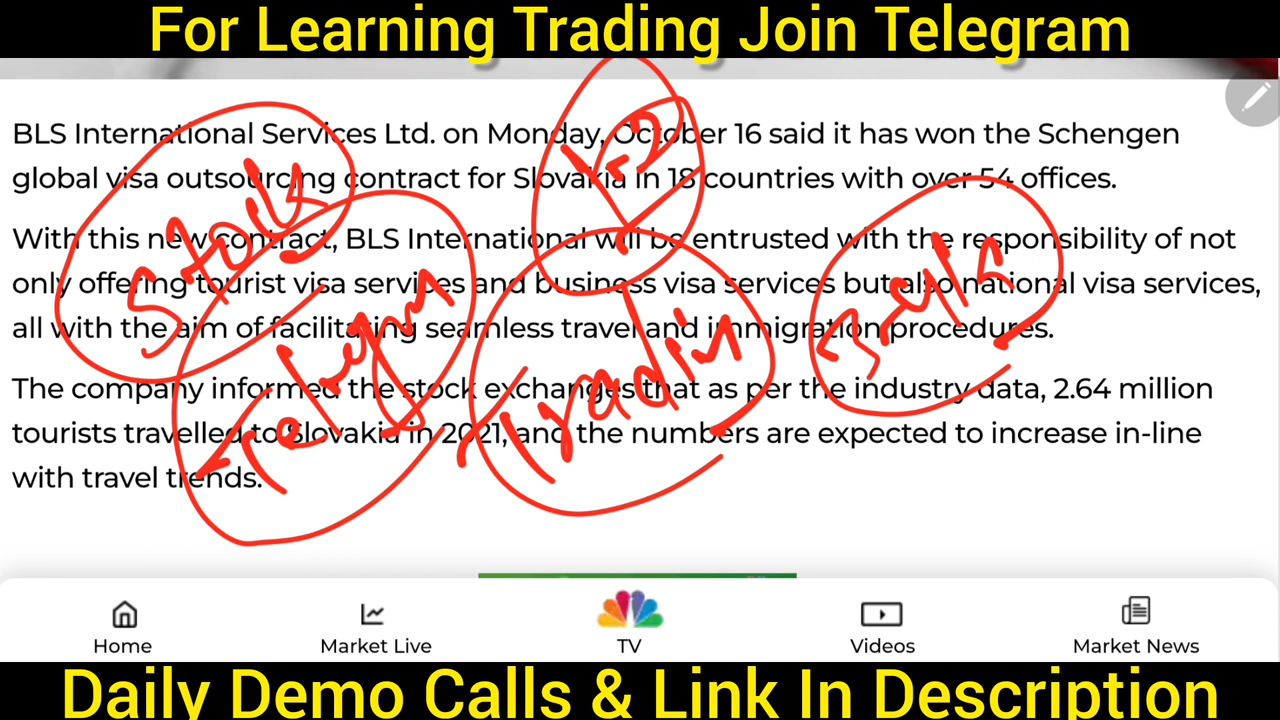 For Learning Trading Join Telegram
BLS International Services Ltd. on Monday, October 16 said it has won the Schengen
global visa outsourcing contract for Slovakia in 18 countries with over 54 offices.
With this new contract, BLS International will be entrusted with the responsibility of not
only offering tourist visa services and business visa services but also national visa services,
all with the aim of facilitating seamless travel and immigration procedures.
The company informed the stock exchanges that as per the industry data, 2.64 million
tourists travelled to Slovakia in 2021, and the numbers are expected to increase in-line
with travel trends.
Stock
Telegm
Tradin
Home
Market Live
TV
Videos
Market News
Daily Demo Calls & Link In Description